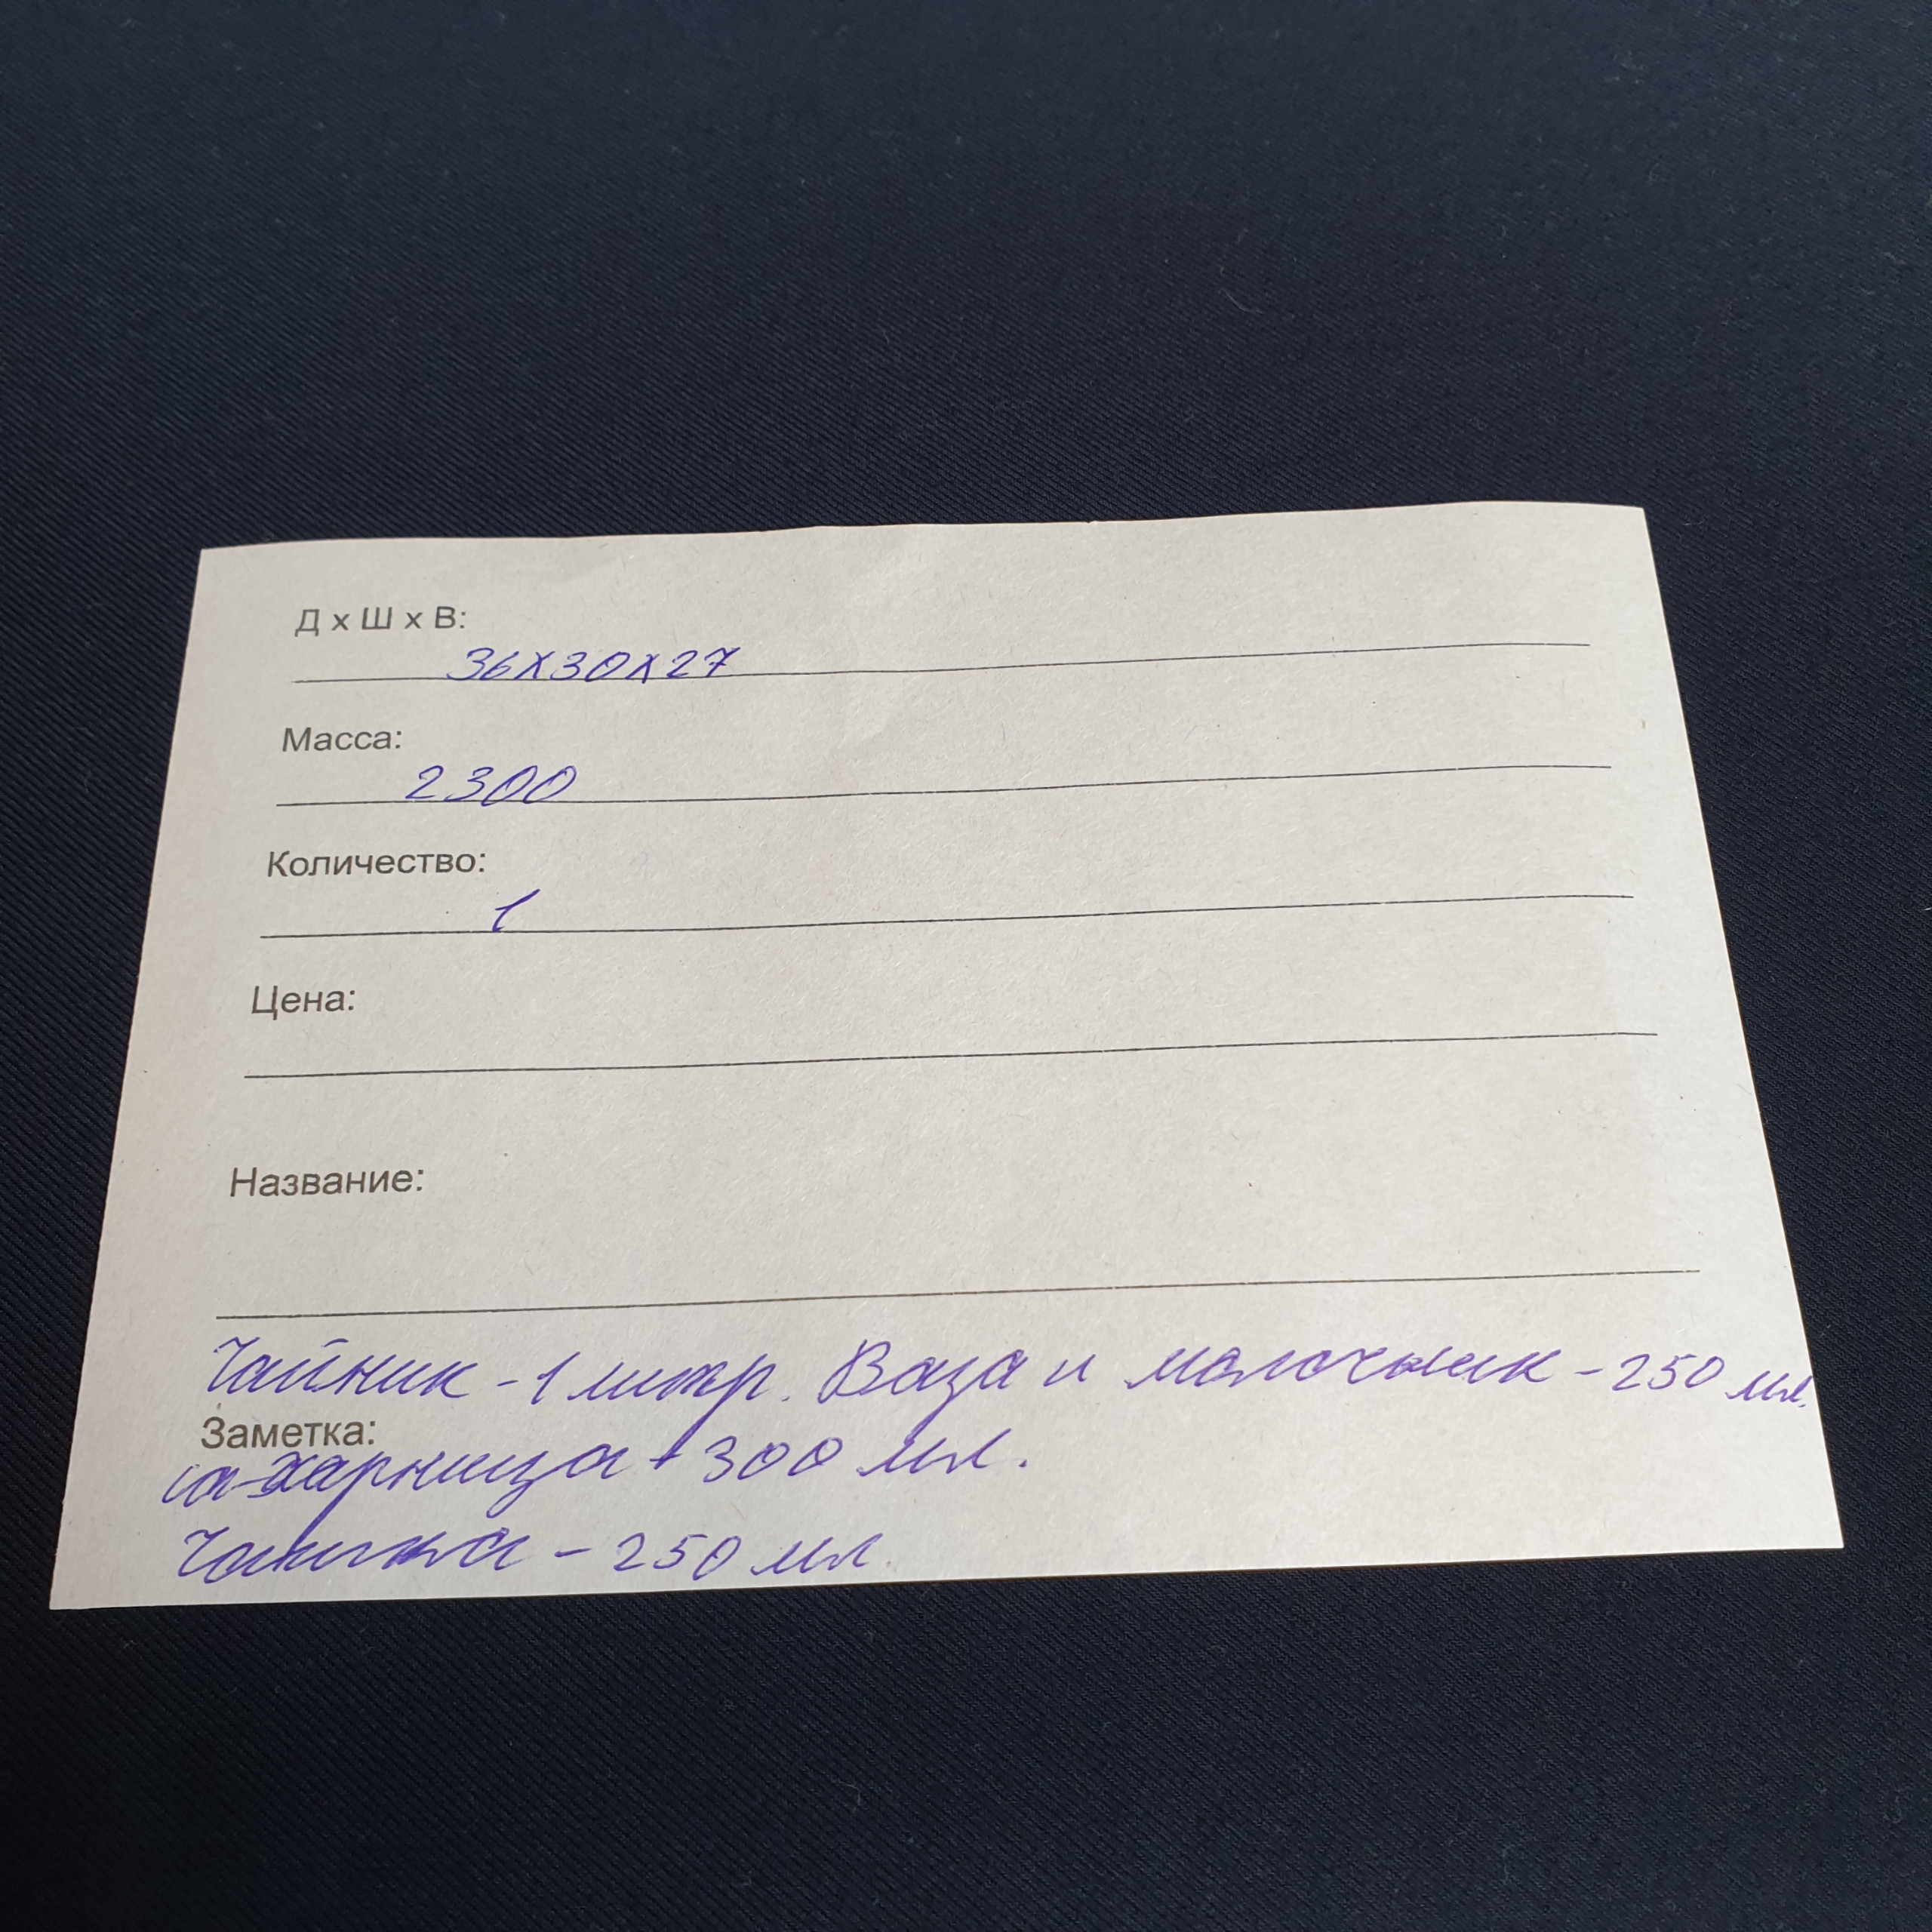 Д х Ш х В:
36х30х27
Масса:
2300
Количество:
1
Цена:
Название:
Чайник - 1 литр. Ваза и молочник - 250 мл.
Заметка:
сахарница - 300 мл.
Чашка - 250 мл.